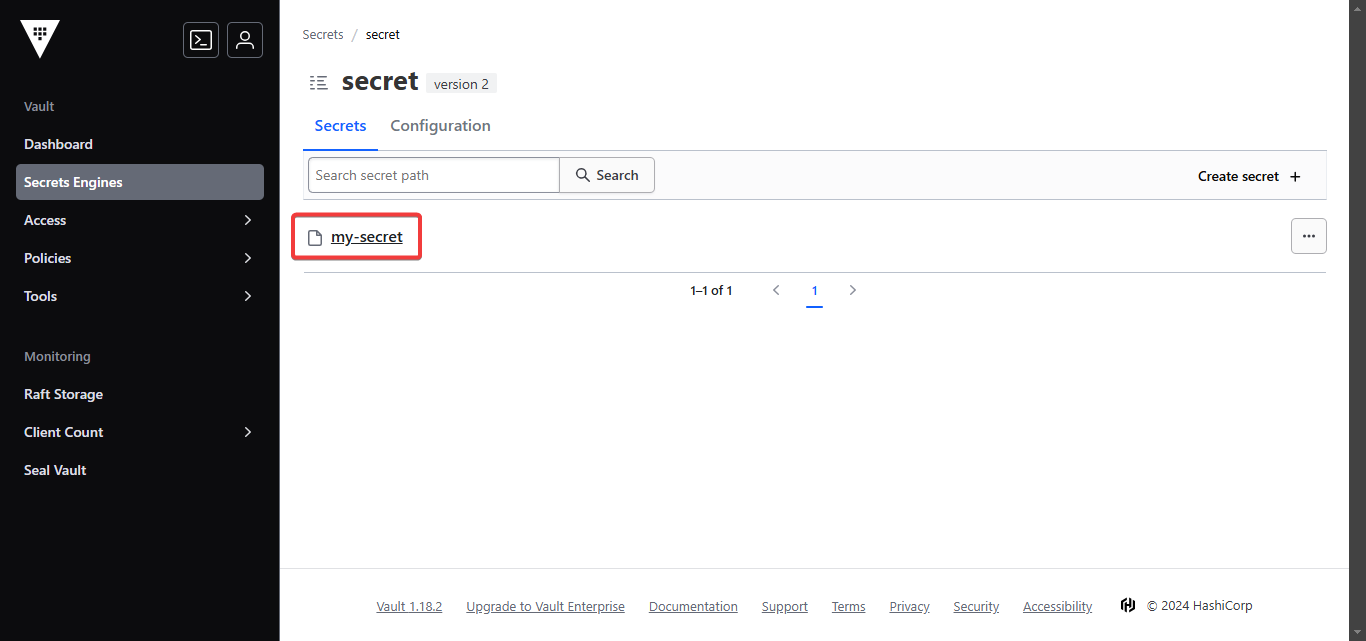 Vault
Dashboard
Secrets Engines
Access
Policies
Tools
Monitoring
Raft Storage
Client Count
Seal Vault
Secrets / secret
secret version 2
Secrets Configuration
Search secret path Search Create secret +
my-secret
1–1 of 1 1
Vault 1.18.2 Upgrade to Vault Enterprise Documentation Support Terms Privacy Security Accessibility © 2024 HashiCorp